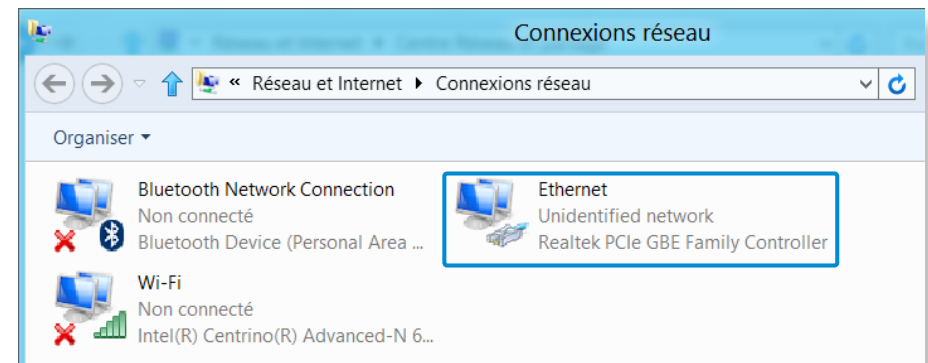 Connexions réseau
« Réseau et Internet Connexions réseau
Organiser
Bluetooth Network Connection
Non connecté
Bluetooth Device (Personal Area ...
Ethernet
Unidentified network
Realtek PCIe GBE Family Controller
Wi-Fi
Non connecté
Intel(R) Centrino(R) Advanced-N 6...